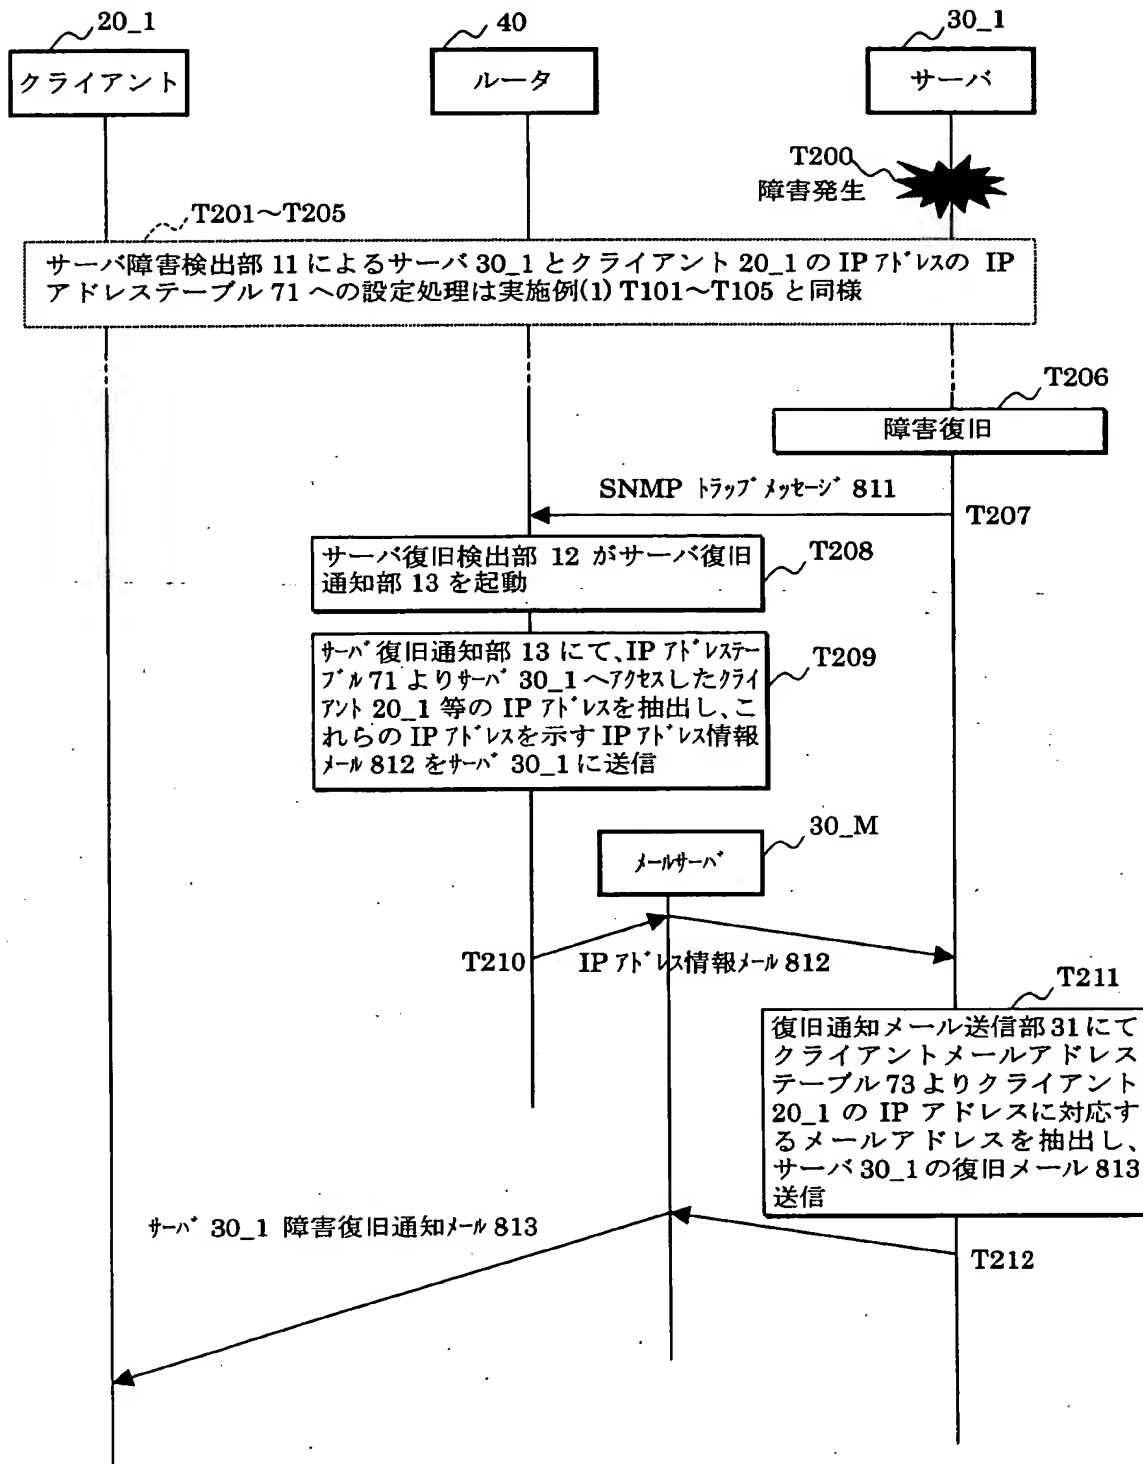 20_1
40
30_1
クライアント
ルータ
サーバ
T200
障害発生
T201～T205
サーバ障害検出部 11 によるサーバ 30_1 とクライアント 20_1 の IP ｱﾄﾞﾚｽの IP
アドレステーブル 71 への設定処理は実施例(1) T101～T105 と同様
T206
障害復旧
SNMP ﾄﾗｯﾌﾟﾒｯｾｰｼﾞ 811
T207
サーバ復旧検出部 12 がサーバ復旧
通知部 13 を起動
T208
ｻｰﾊﾞ復旧通知部 13 にて、IP ｱﾄﾞﾚｽﾃｰ
ﾌﾞﾙ 71 よりｻｰﾊﾞ 30_1 へｱｸｾｽしたｸﾗｲ
ｱﾝﾄ 20_1 等の IP ｱﾄﾞﾚｽを抽出し、こ
れらの IP ｱﾄﾞﾚｽを示す IP ｱﾄﾞﾚｽ情報
ﾒｰﾙ 812 をｻｰﾊﾞ 30_1 に送信
T209
30_M
ﾒｰﾙｻｰﾊﾞ
T210
IP ｱﾄﾞﾚｽ情報ﾒｰﾙ 812
T211
復旧通知メール送信部 31 にて
クライアントメールアドレス
テーブル 73 よりクライアント
20_1 の IP アドレスに対応す
るメールアドレスを抽出し、
サーバ 30_1 の復旧メール 813
送信
ｻｰﾊﾞ 30_1 障害復旧通知ﾒｰﾙ 813
T212